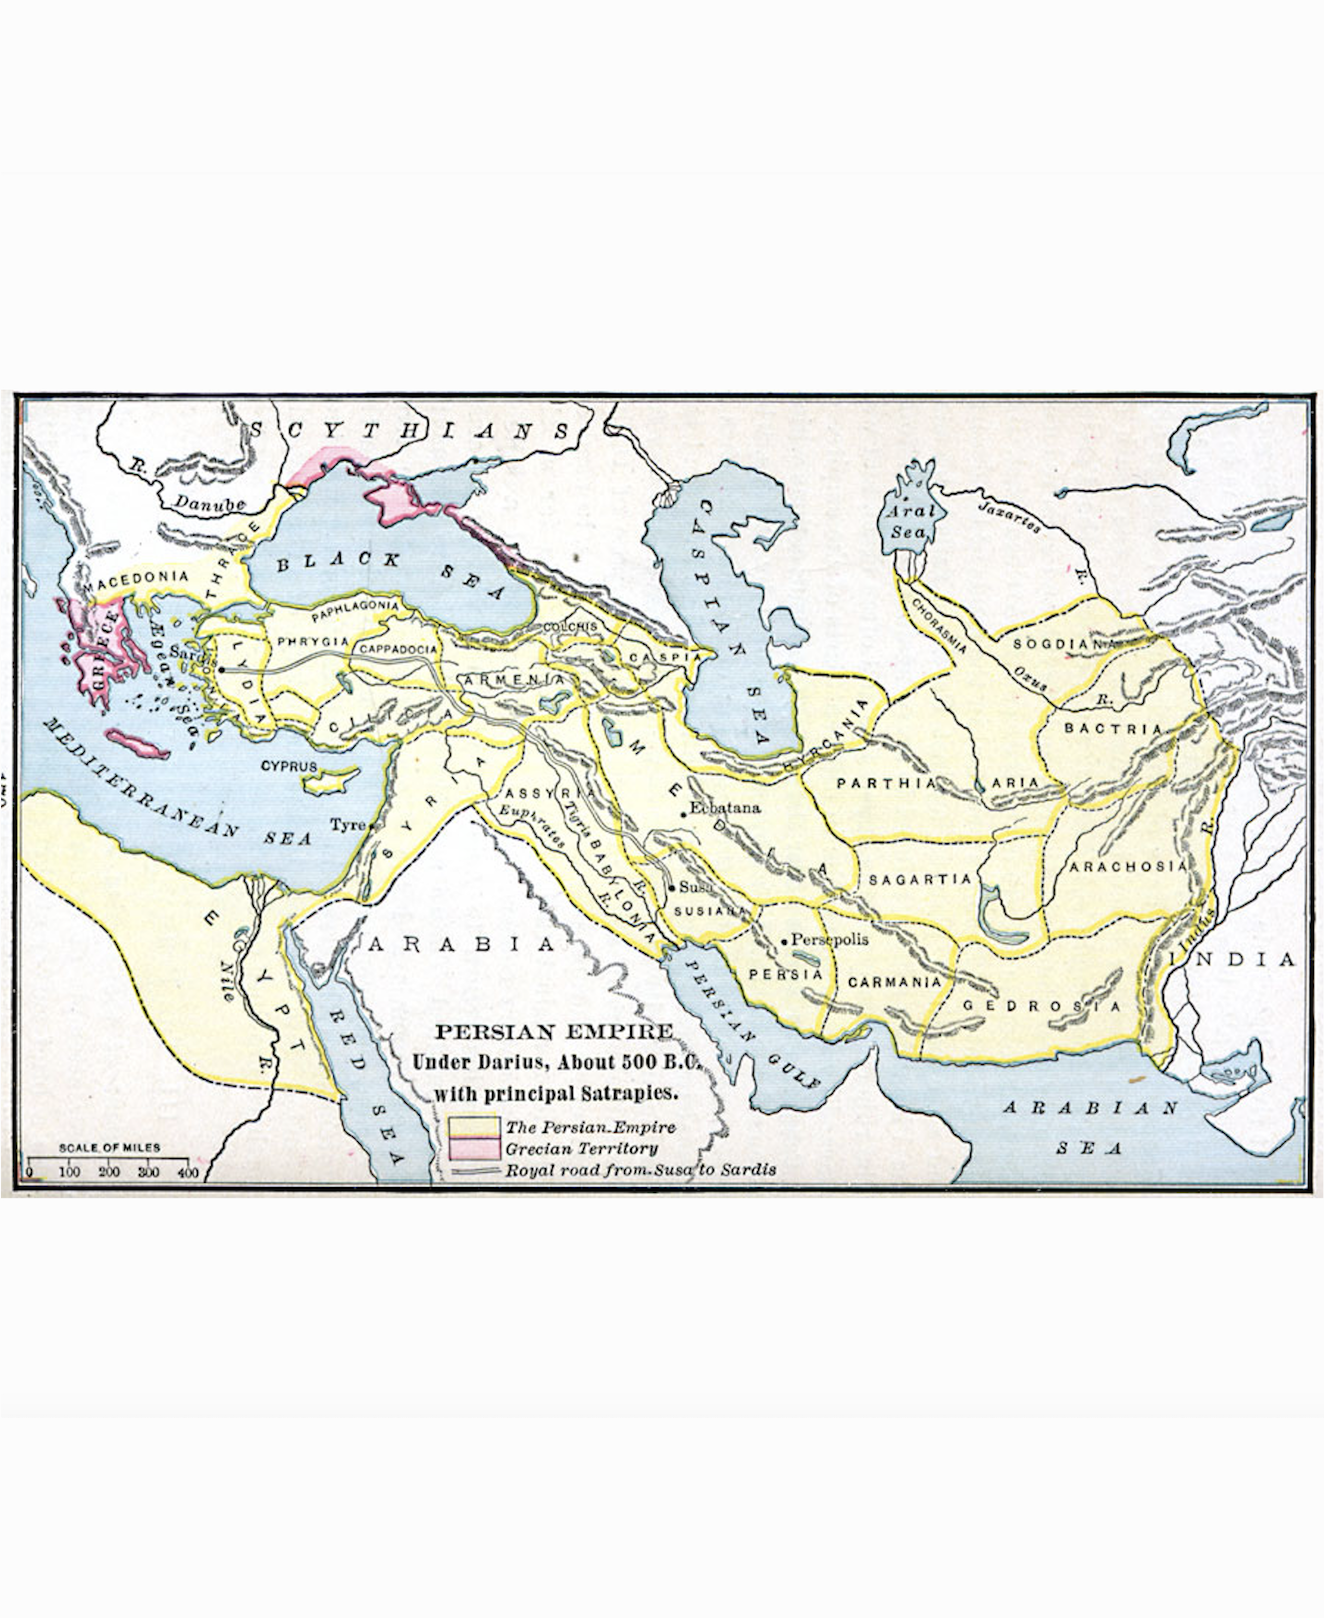 SCYTHIANS
R.
Danube
Aral
Sea
Jaxartes
R.
CASPIAN SEA
BLACK SEA
THRACE
MACEDONIA
PAPHLAGONIA
COLCHIS
CHORASMIA
SOGDIANA
GREECE
Ægean Sea
Sardis
LYDIA
PHRYGIA
CAPPADOCIA
CASPIA
ARMENIA
Oxus
R.
CILICIA
BACTRIA
HYRCANIA
MEDITERRANEAN SEA
CYPRUS
SYRIA
ASSYRIA
MEDIA
PARTHIA
ARIA
Euphrates
R.
Tigris
R.
Ecbatana
Tyre
BABYLONIA
SAGARTIA
ARACHOSIA
Susa
SUSIANA
Indus
R.
EGYPT
Nile
R.
ARABIA
Persepolis
PERSIA
CARMANIA
GEDROSIA
INDIA
RED SEA
PERSIAN GULF
ARABIAN
SEA
PERSIAN EMPIRE
Under Darius, About 500 B.C.
with principal Satrapies.
The Persian Empire
Grecian Territory
Royal road from Susa to Sardis
SCALE OF MILES
0 100 200 300 400